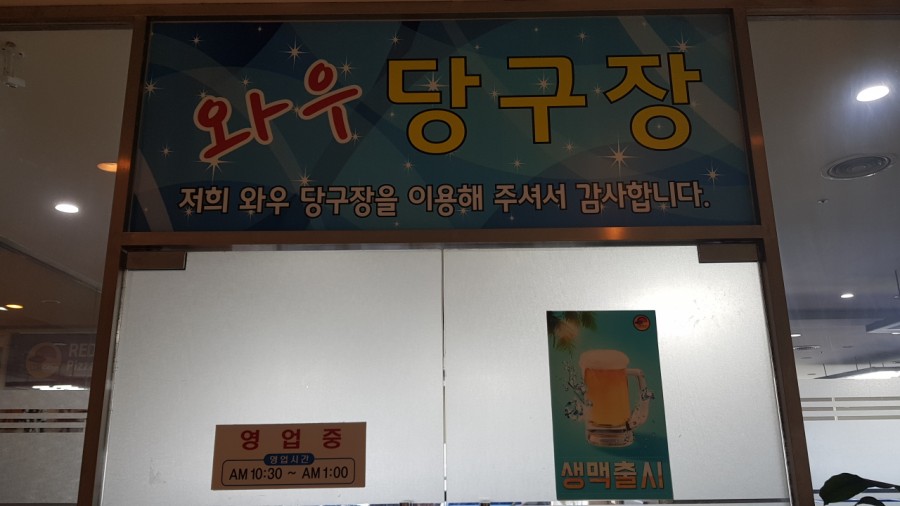 와우 당구장
저희 와우 당구장을 이용해 주셔서 감사합니다.
영업중
영업시간
AM 10:30 ~ AM 1:00
생맥출시
RED